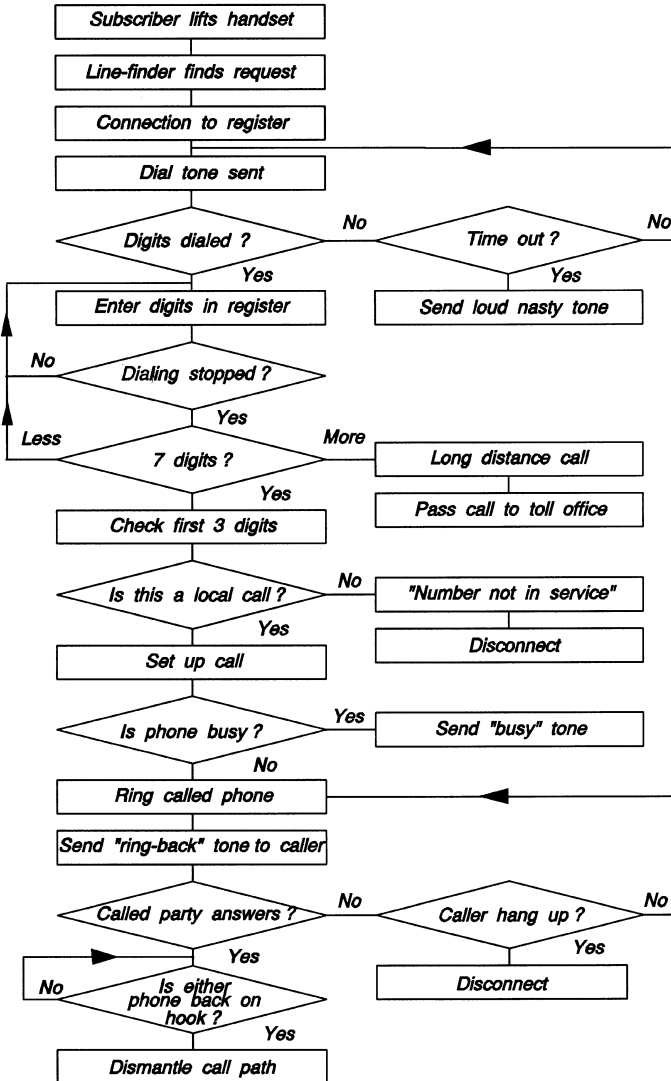 Subscriber lifts handset
Line-finder finds request
Connection to register
Dial tone sent
Digits dialed ?
No
Time out ?
No
Yes
Yes
Enter digits in register
Send loud nasty tone
No
Dialing stopped ?
Yes
Less
7 digits ?
More
Long distance call
Yes
Pass call to toll office
Check first 3 digits
Is this a local call ?
No
"Number not in service"
Yes
Disconnect
Set up call
Is phone busy ?
Yes
Send "busy" tone
No
Ring called phone
Send "ring-back" tone to caller
Called party answers ?
No
Caller hang up ?
No
Yes
Yes
No
Is either
phone back on
hook ?
Disconnect
Yes
Dismantle call path